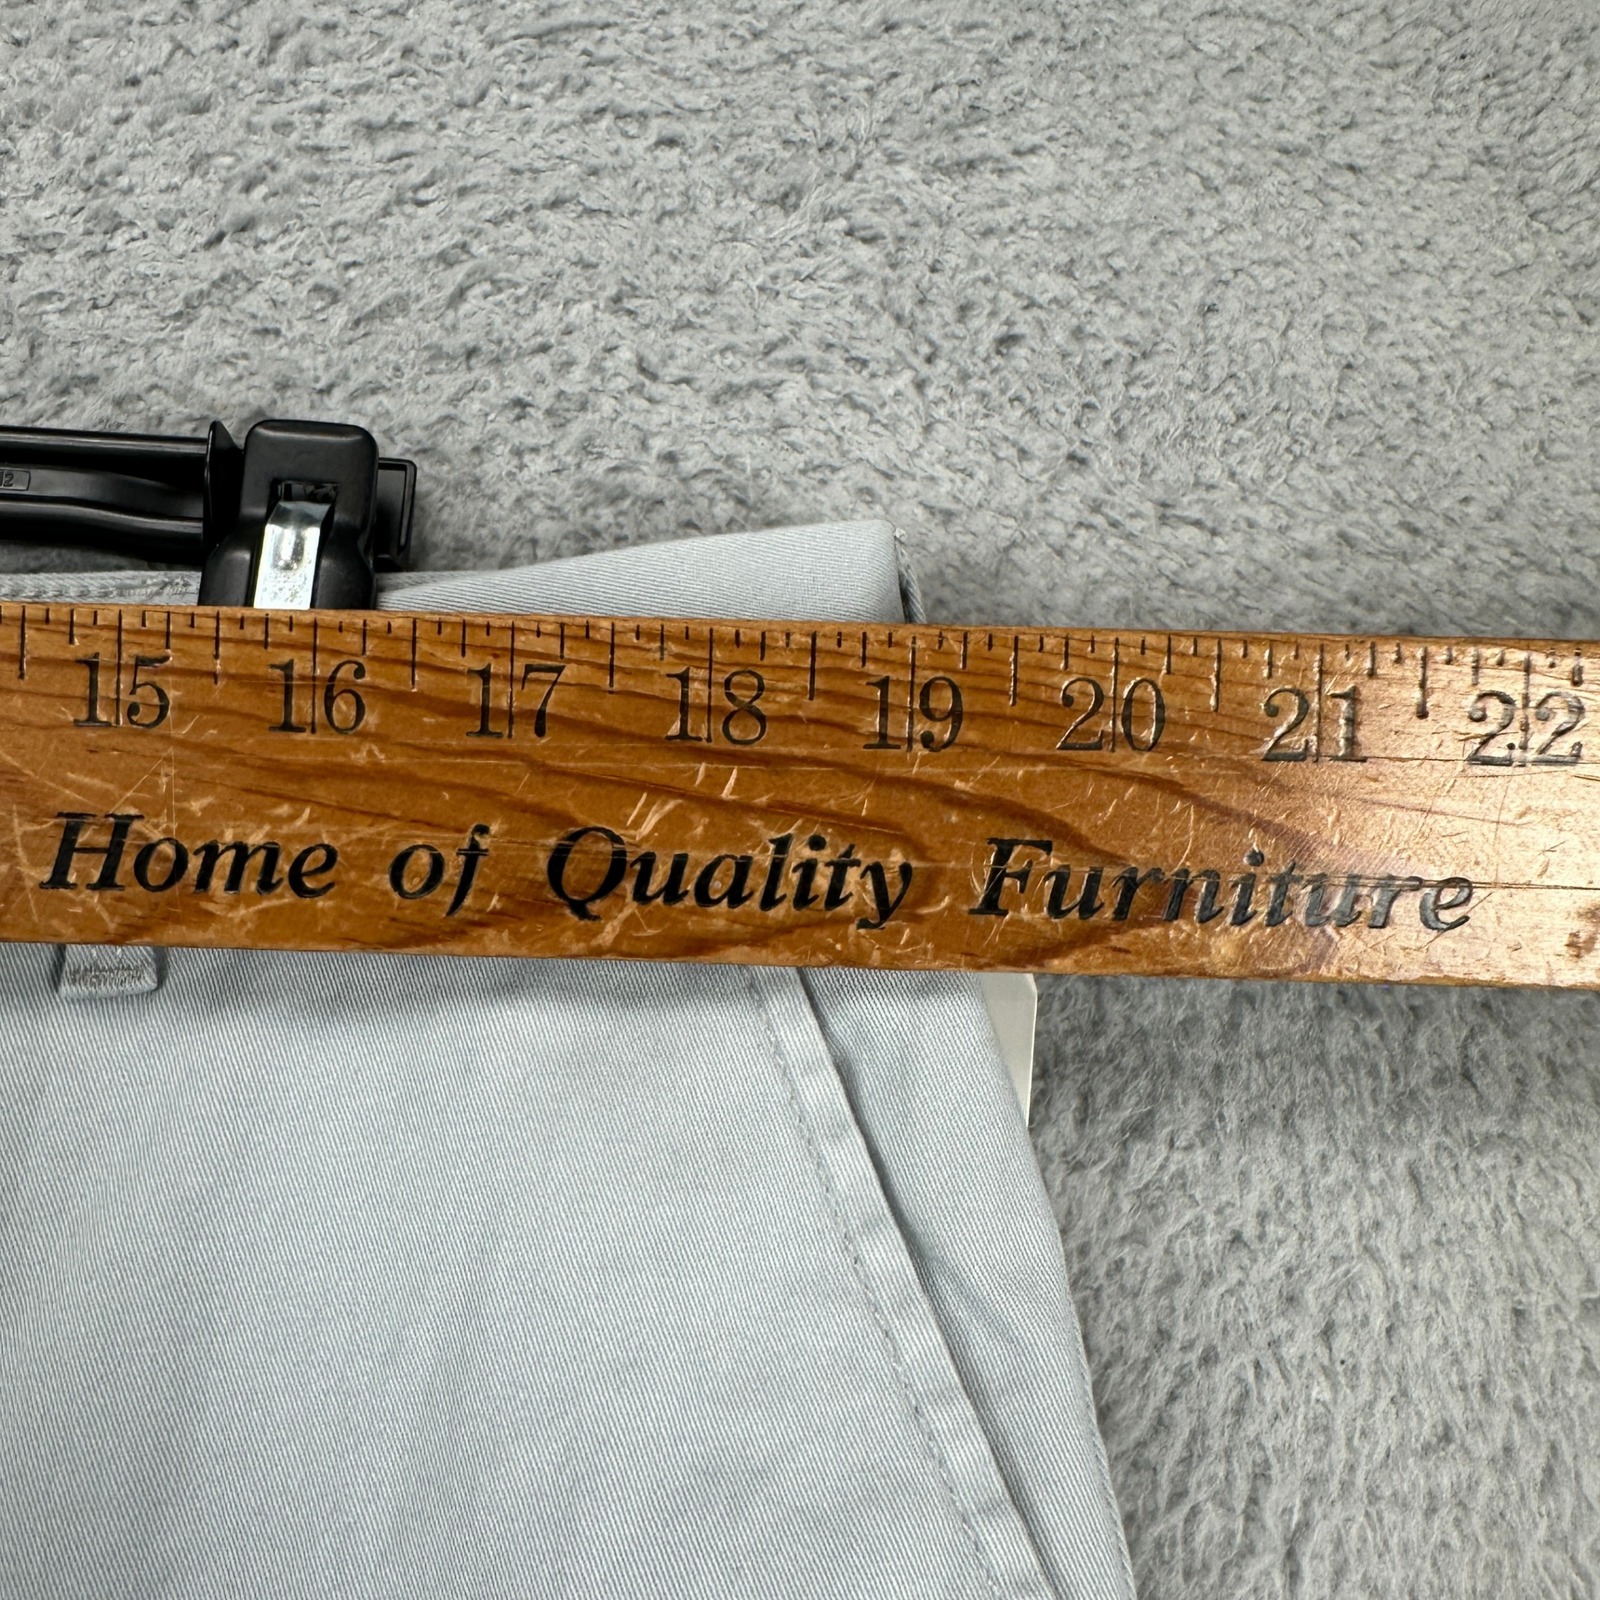 15 16 17 18 19 20 21 22
Home of Quality Furniture